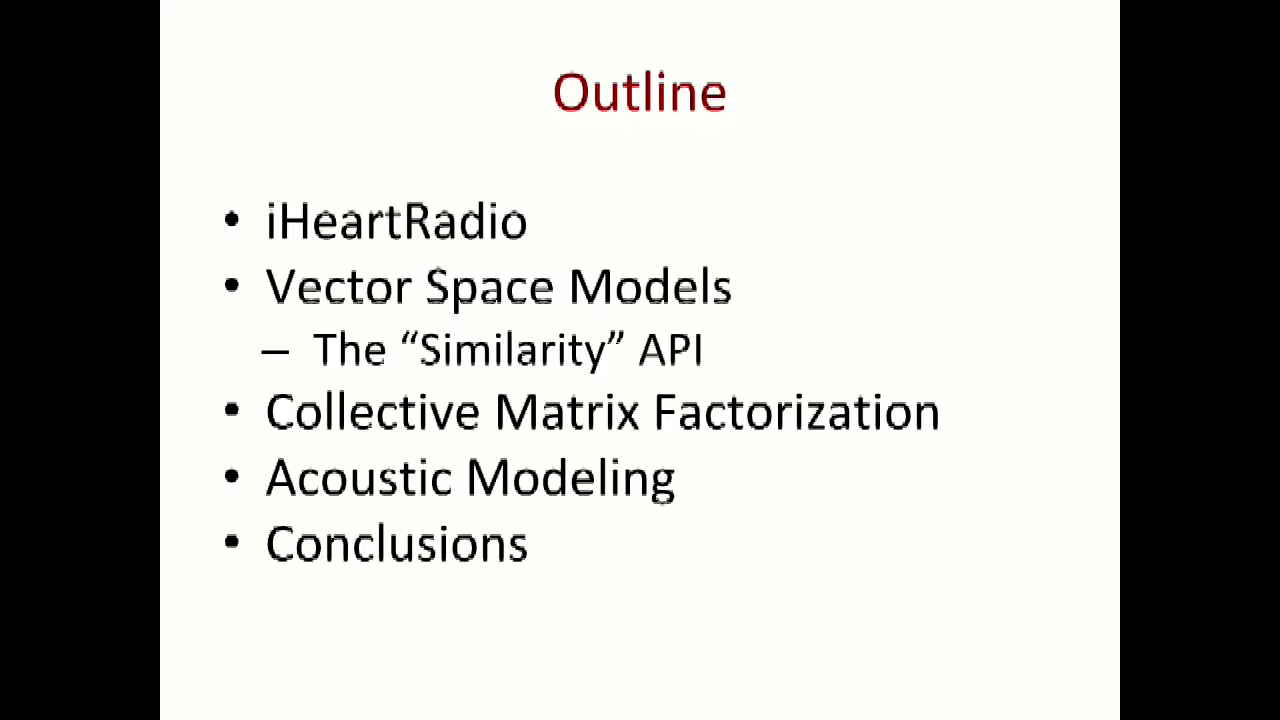 Outline
• iHeartRadio
• Vector Space Models
– The “Similarity” API
• Collective Matrix Factorization
• Acoustic Modeling
• Conclusions